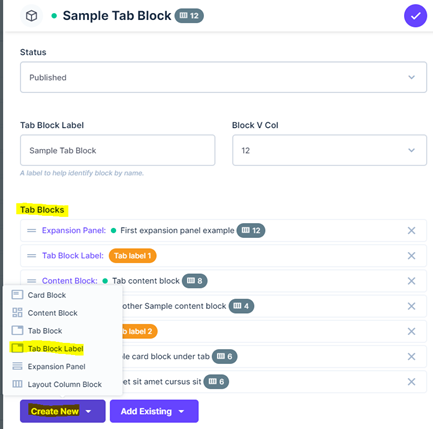 Sample Tab Block 12
Status
Published
Tab Block Label Block V Col
Sample Tab Block 12
A label to help identify block by name.
Tab Blocks
Expansion Panel: First expansion panel example 12
Tab Block Label: Tab label 1
Content Block: Tab content block 8
Card Block
other Sample content block 4
Content Block
Tab Block
label 2
Tab Block Label
card block under tab 6
Expansion Panel
sit amet cursus sit 6
Layout Column Block
Create New Add Existing